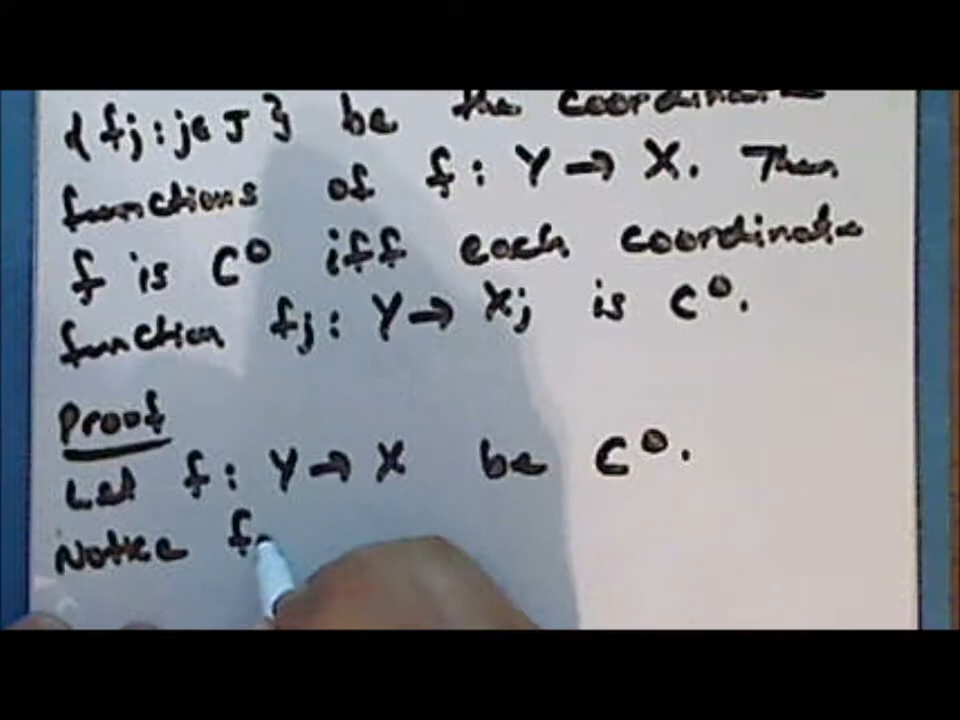 {fj : j∈J} be the coordinate
functions of f : Y → X. Then
f is C⁰ iff each coordinate
function fj : Y → Xj is C⁰.
Proof
Let f : Y → X be C⁰.
Notice f